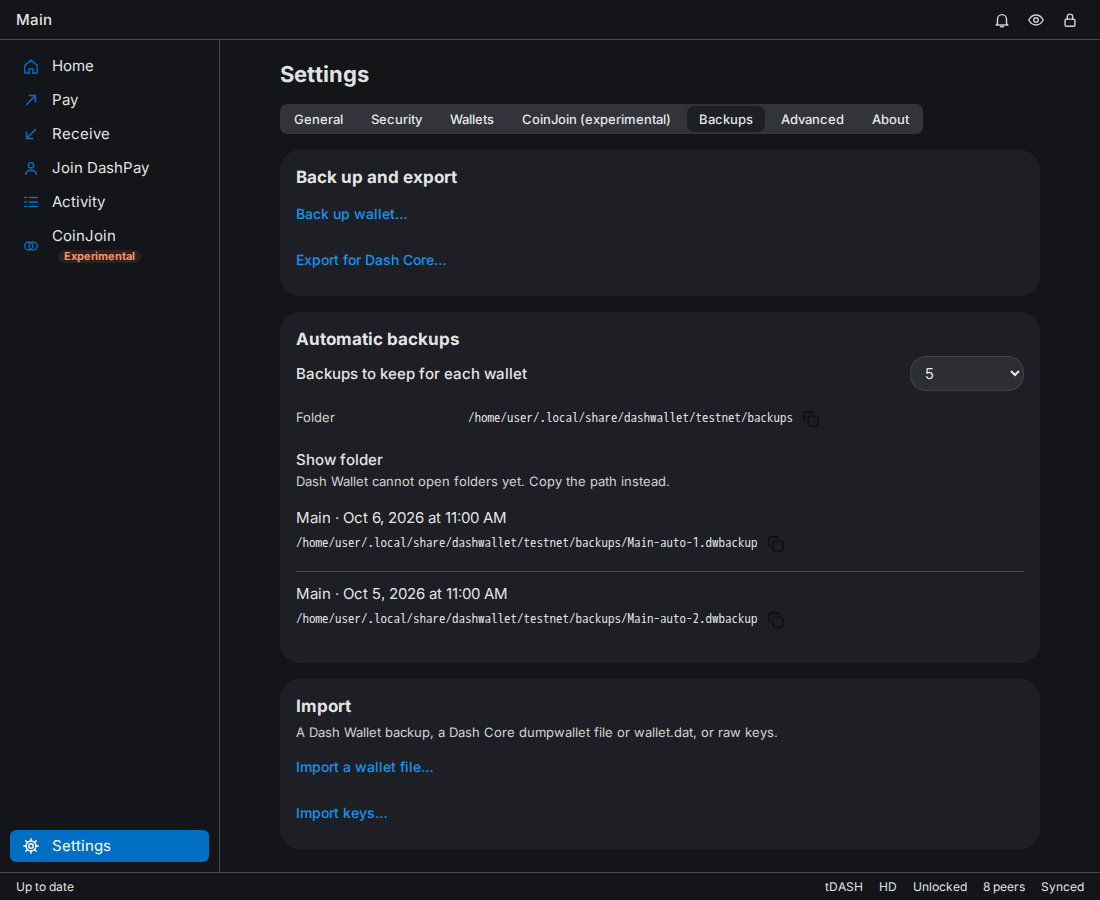 Main
Home
Pay
Receive
Join DashPay
Activity
CoinJoin
Experimental
Settings
Settings
General Security Wallets CoinJoin (experimental) Backups Advanced About
Back up and export
Back up wallet...
Export for Dash Core...
Automatic backups
Backups to keep for each wallet 5
Folder /home/user/.local/share/dashwallet/testnet/backups
Show folder
Dash Wallet cannot open folders yet. Copy the path instead.
Main · Oct 6, 2026 at 11:00 AM
/home/user/.local/share/dashwallet/testnet/backups/Main-auto-1.dwbackup
Main · Oct 5, 2026 at 11:00 AM
/home/user/.local/share/dashwallet/testnet/backups/Main-auto-2.dwbackup
Import
A Dash Wallet backup, a Dash Core dumpwallet file or wallet.dat, or raw keys.
Import a wallet file...
Import keys...
Up to date tDASH HD Unlocked 8 peers Synced